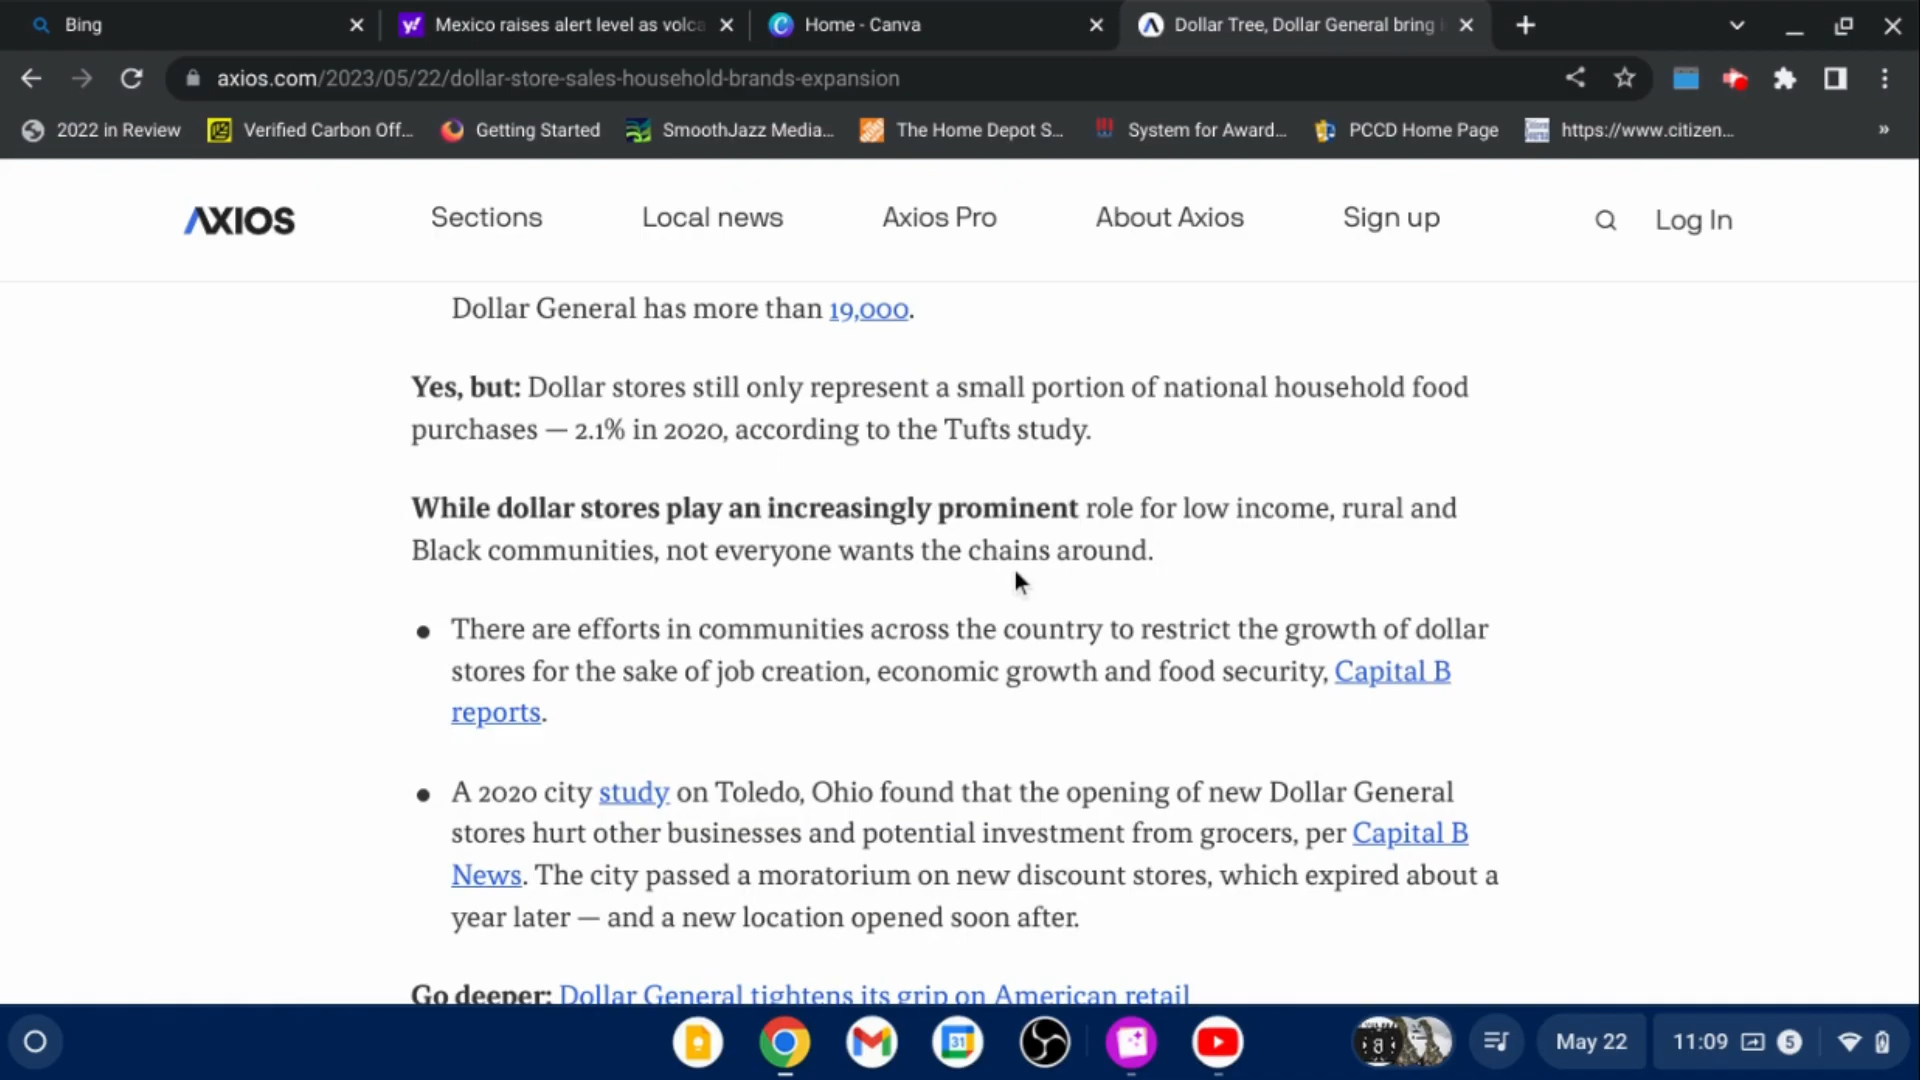 Bing
Mexico raises alert level as volca
Home - Canva
Dollar Tree, Dollar General bring
axios.com/2023/05/22/dollar-store-sales-household-brands-expansion
2022 in Review
Verified Carbon Off...
Getting Started
SmoothJazz Media...
The Home Depot S...
System for Award...
PCCD Home Page
https://www.citizen...
»
AXIOS
Sections
Local news
Axios Pro
About Axios
Sign up
Log In
Dollar General has more than 19,000.
Yes, but: Dollar stores still only represent a small portion of national household food
purchases — 2.1% in 2020, according to the Tufts study.
While dollar stores play an increasingly prominent role for low income, rural and
Black communities, not everyone wants the chains around.
● There are efforts in communities across the country to restrict the growth of dollar
stores for the sake of job creation, economic growth and food security, Capital B
reports.
● A 2020 city study on Toledo, Ohio found that the opening of new Dollar General
stores hurt other businesses and potential investment from grocers, per Capital B
News. The city passed a moratorium on new discount stores, which expired about a
year later — and a new location opened soon after.
Go deeper: Dollar General tightens its grip on American retail
31
May 22
11:09
5